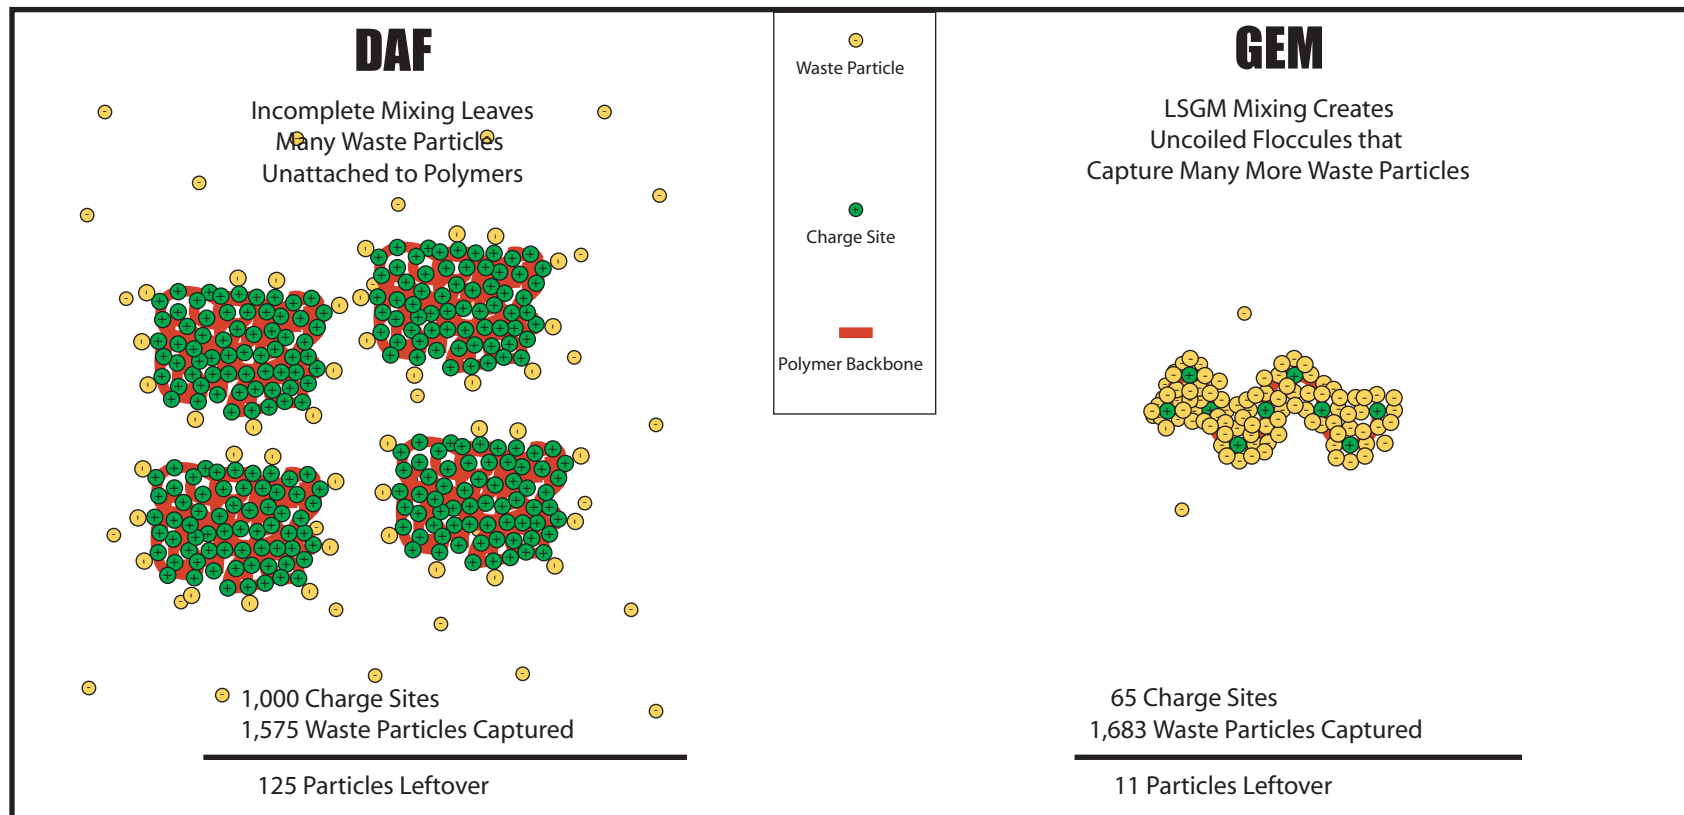 DAF
Incomplete Mixing Leaves
Many Waste Particles
Unattached to Polymers
1,000 Charge Sites
1,575 Waste Particles Captured
125 Particles Leftover
Waste Particle
Charge Site
Polymer Backbone
GEM
LSGM Mixing Creates
Uncoiled Floccules that
Capture Many More Waste Particles
65 Charge Sites
1,683 Waste Particles Captured
11 Particles Leftover